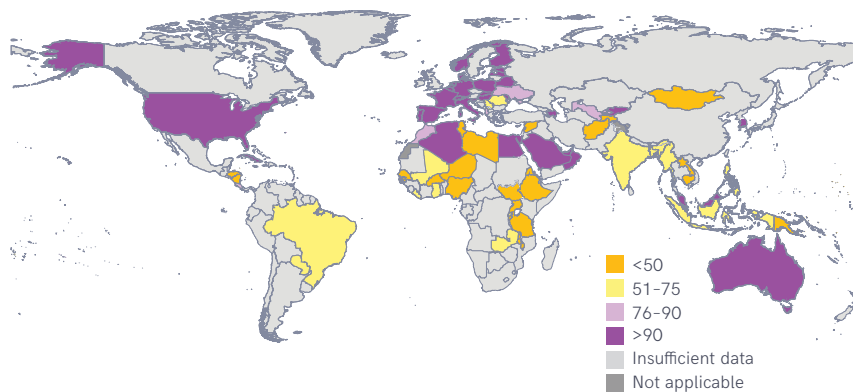 <50
51–75
76–90
>90
Insufficient data
Not applicable